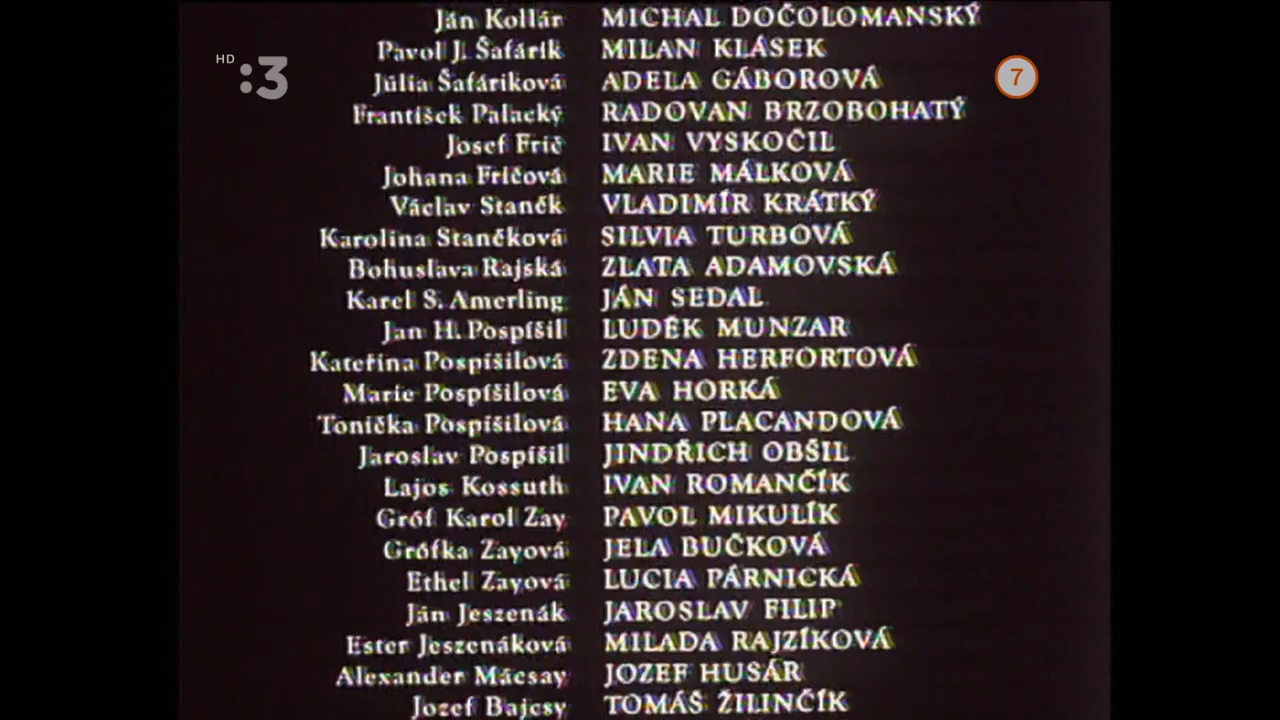 Ján Kollár MICHAL DOČOLOMANSKÝ
HD :3 7
Pavol J. Šafárik MILAN KLÁSEK
Júlia Šafáriková ADELA GÁBOROVÁ
František Palacký RADOVAN BRZOBOHATÝ
Josef Frič IVAN VYSKOČIL
Johana Fričová MARIE MÁLKOVÁ
Václav Staněk VLADIMÍR KRÁTKÝ
Karolina Staněková SILVIA TURBOVÁ
Bohuslava Rajská ZLATA ADAMOVSKÁ
Karel S. Amerling JÁN SEDAL
Jan H. Pospíšil LUDĚK MUNZAR
Kateřina Pospíšilová ZDENA HERFORTOVÁ
Marie Pospíšilová EVA HORKÁ
Tonička Pospíšilová HANA PLACANDOVÁ
Jaroslav Pospíšil JINDŘICH OBŠIL
Lajos Kossuth IVAN ROMANČÍK
Gróf Karol Zay PAVOL MIKULÍK
Grófka Zayová JELA BUČKOVÁ
Ethel Zayová LUCIA PÁRNICKÁ
Ján Jeszenák JAROSLAV FILIP
Ester Jeszenáková MILADA RAJZÍKOVÁ
Alexander Mácsay JOZEF HUSÁR
Jozef Bajcsy TOMÁŠ ŽILINČÍK